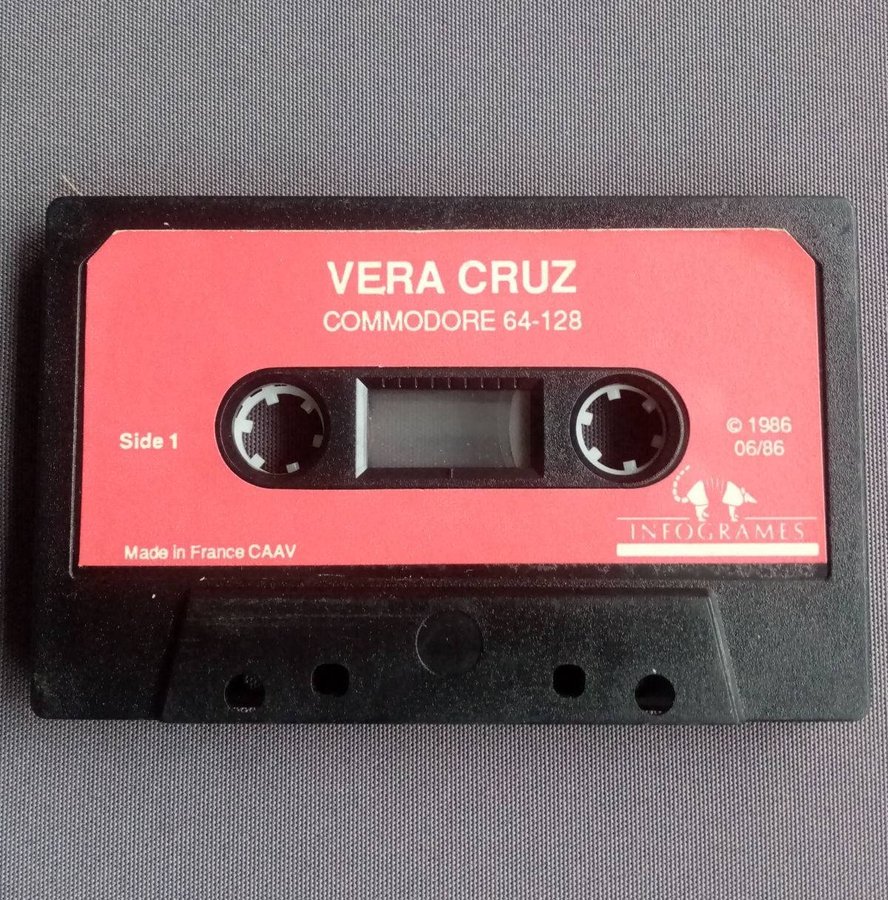 VERA CRUZ
COMMODORE 64-128
Side 1
© 1986
06/86
INFOGRAMES
Made in France CAAV